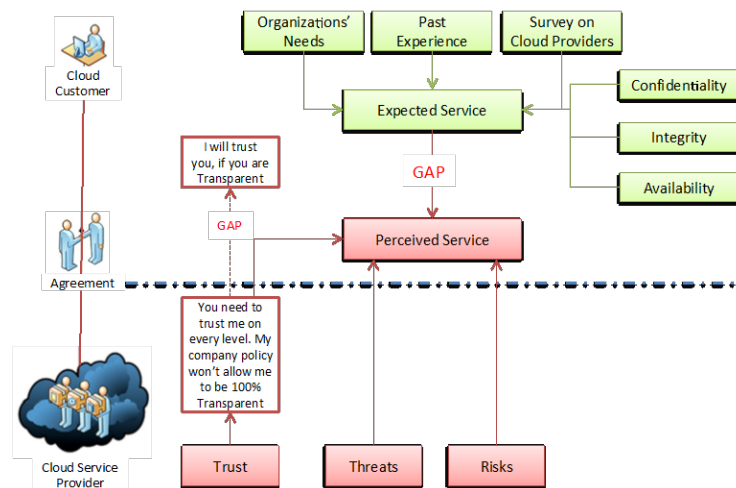 Cloud
Customer
Organizations'
Needs
Past
Experience
Survey on
Cloud Providers
Expected Service
Confidentiality
Integrity
Availability
I will trust
you, if you are
Transparent
GAP
GAP
Perceived Service
Agreement
You need to
trust me on
every level. My
company policy
won't allow me
to be 100%
Transparent
Cloud Service
Provider
Trust
Threats
Risks